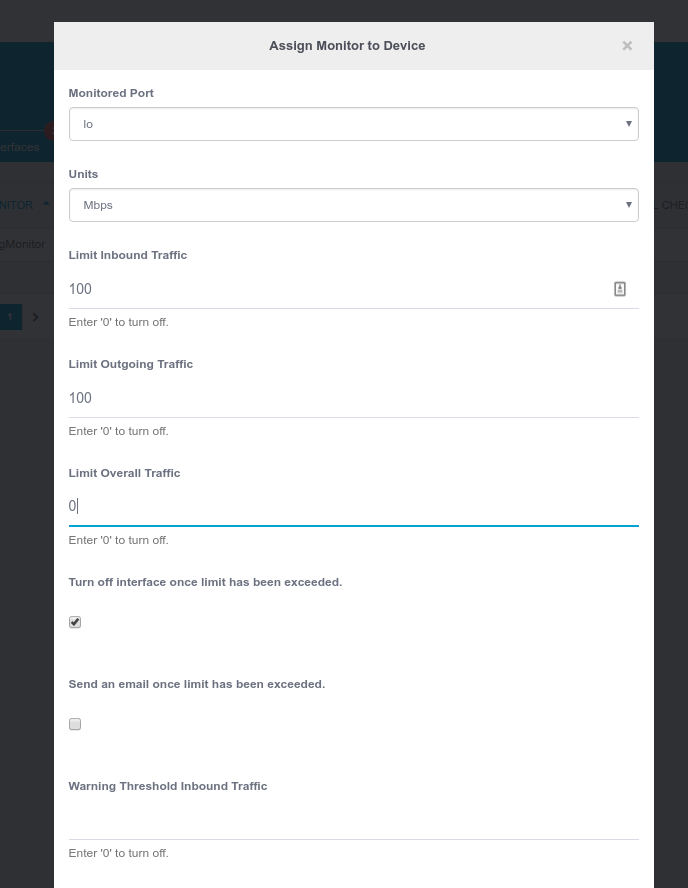 Assign Monitor to Device
×
Monitored Port
lo
Units
Mbps
Limit Inbound Traffic
100
Enter '0' to turn off.
Limit Outgoing Traffic
100
Enter '0' to turn off.
Limit Overall Traffic
0
Enter '0' to turn off.
Turn off interface once limit has been exceeded.
Send an email once limit has been exceeded.
Warning Threshold Inbound Traffic
Enter '0' to turn off.
erfaces
NITOR
CHE
gMonitor
1